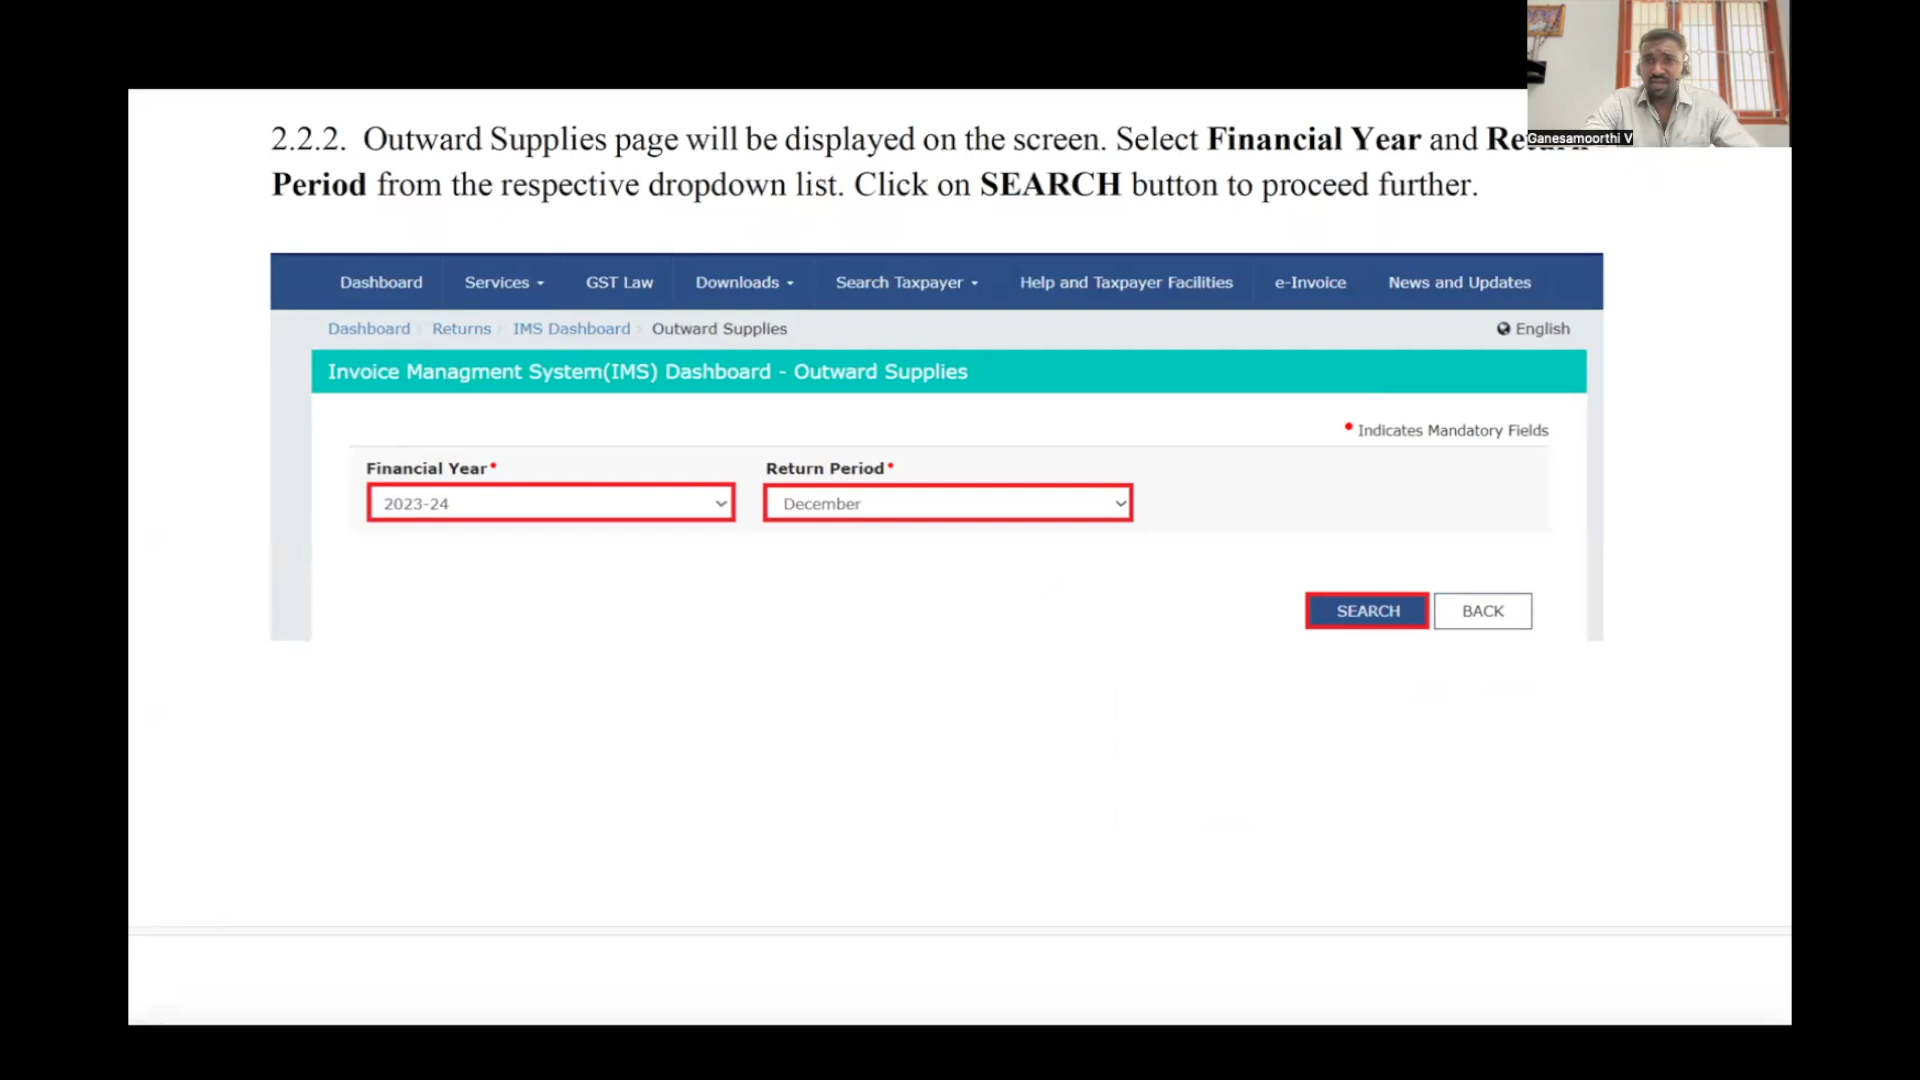 2.2.2. Outward Supplies page will be displayed on the screen. Select Financial Year and
Period from the respective dropdown list. Click on SEARCH button to proceed further.
Ganesamoorthi V
Dashboard Services GST Law Downloads Search Taxpayer Help and Taxpayer Facilities e-Invoice News and Updates
Dashboard Returns IMS Dashboard Outward Supplies English
Invoice Managment System(IMS) Dashboard - Outward Supplies
• Indicates Mandatory Fields
Financial Year• Return Period•
2023-24 December
SEARCH BACK